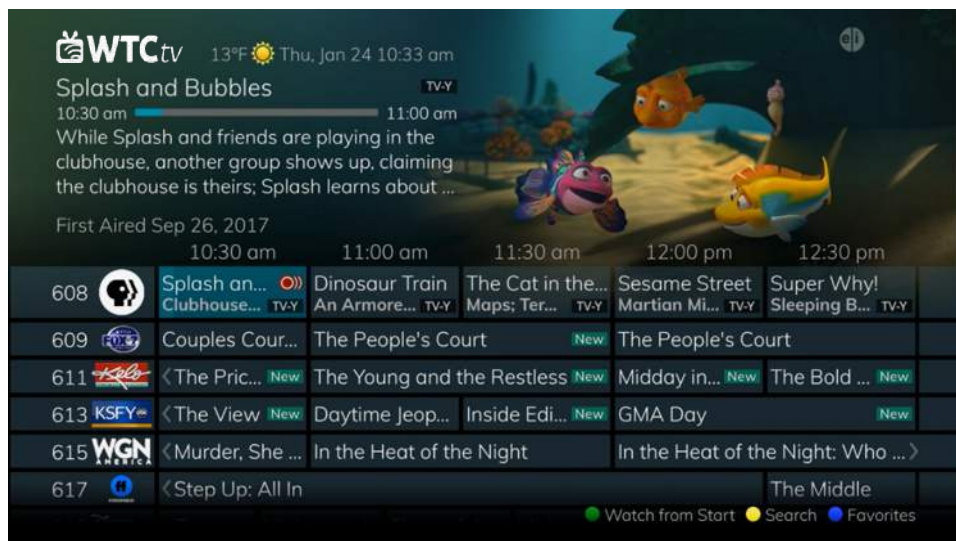 WTCtv 13°F Thu, Jan 24 10:33 am
eli
Splash and Bubbles TV-Y
10:30 am 11:00 am
While Splash and friends are playing in the
clubhouse, another group shows up, claiming
the clubhouse is theirs; Splash learns about ...
First Aired Sep 26, 2017
10:30 am 11:00 am 11:30 am 12:00 pm 12:30 pm
608 Splash an... Dinosaur Train The Cat in the... Sesame Street Super Why!
Clubhouse... TV-Y An Armore... TV-Y Maps; Ter... TV-Y Martian Mi... TV-Y Sleeping B... TV-Y
609 FOX Couples Cour... The People's Court New The People's Court
611 Kelo ‹The Pric... New The Young and the Restless New Midday in... New The Bold ... New
613 KSFY ‹The View New Daytime Jeop... Inside Edi... New GMA Day New
615 WGN AMERICA ‹Murder, She ... In the Heat of the Night In the Heat of the Night: Who ...›
617 ‹Step Up: All In The Middle
Watch from Start Search Favorites